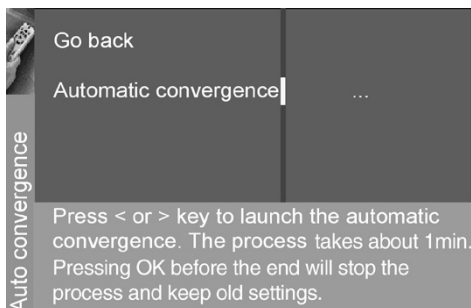 Go back
Automatic convergence ...
Auto convergence
Press < or > key to launch the automatic
convergence. The process takes about 1min.
Pressing OK before the end will stop the
process and keep old settings.